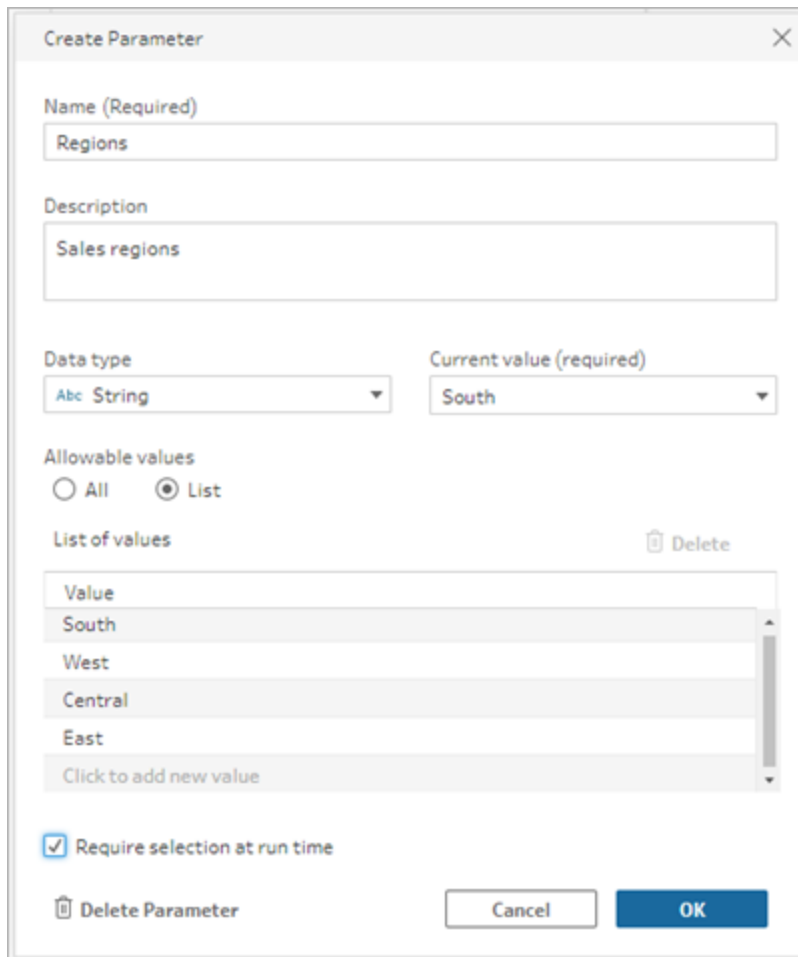 Create Parameter
Name (Required)
Regions
Description
Sales regions
Data type Current value (required)
Abc String South
Allowable values
All List
List of values Delete
Value
South
West
Central
East
Click to add new value
Require selection at run time
Delete Parameter Cancel OK